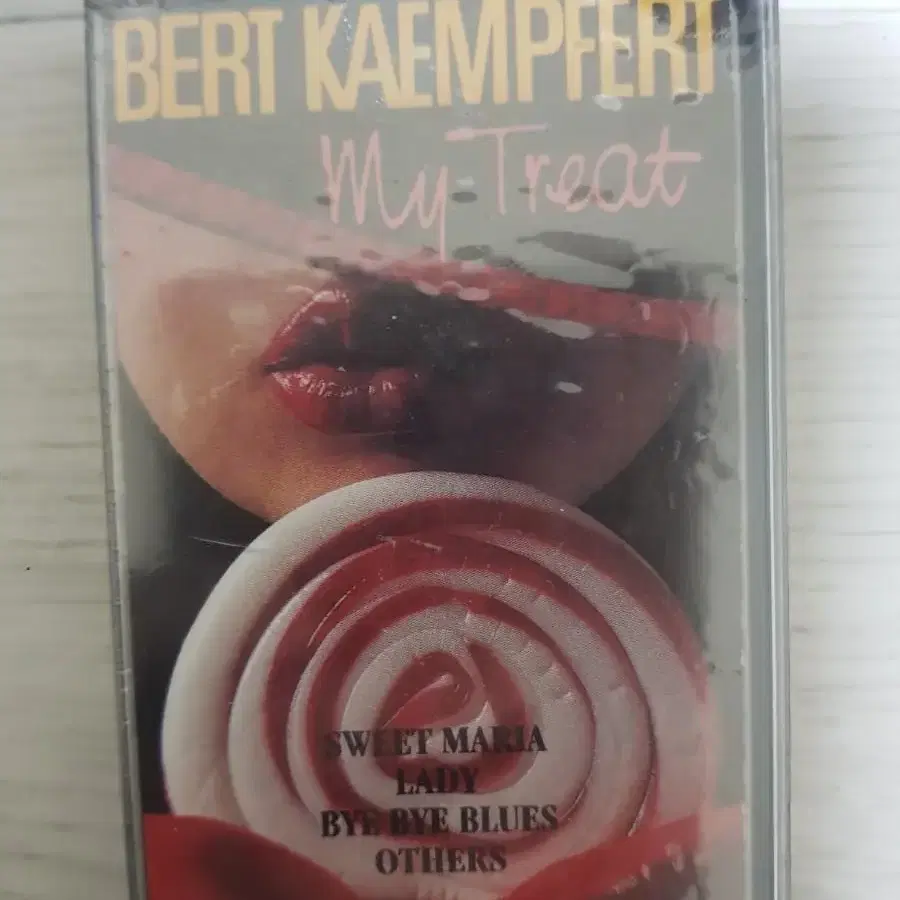 BERT KAEMPFERT
My Treat
SWEET MARIA
LADY
BYE BYE BLUES
OTHERS